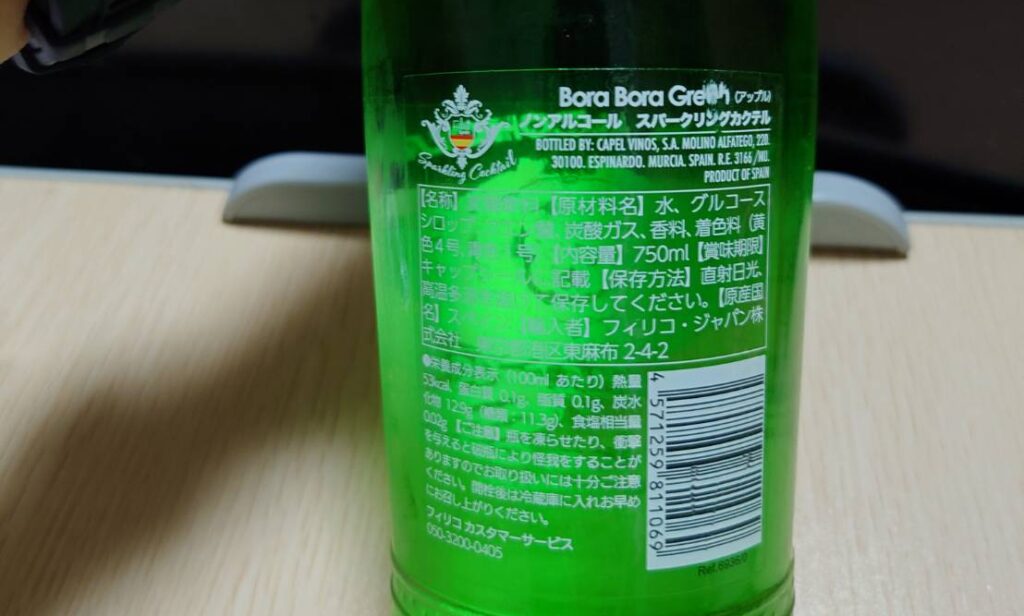 Bora Bora Green (アップル)
ノンアルコール スパークリングカクテル
BOTTLED BY: CAPEL VINOS, S.A. MOLINO ALFATEGO, 220.
30100. ESPINARDO. MURCIA. SPAIN. R.E. 3166 /MU.
PRODUCT OF SPAIN
Sparkling Cocktail
【名称】 【原材料名】水、グルコース
シロップ、 炭酸ガス、香料、着色料（黄
色4号、 号 【内容量】750ml【賞味期限】
キャップ 記載【保存方法】直射日光、
高温多湿 けて保存してください。【原産国
名】ス 【輸入者】フィリコ・ジャパン株
式会社 東京都港区東麻布 2-4-2
●栄養成分表示（100ml あたり）熱量
53kcal、蛋白質 0.1g、脂質 0.1g、炭水
化物 12.9g（糖類：11.3g）、食塩相当量
0.02g【ご注意】瓶を凍らせたり、衝撃
を与えると破瓶により怪我をすることが
ありますのでお取り扱いには十分ご注意
ください。開栓後は冷蔵庫に入れお早め
にお召し上がりください。
フィリコ カスタマーサービス
050-3200-0405
4 571259 811069